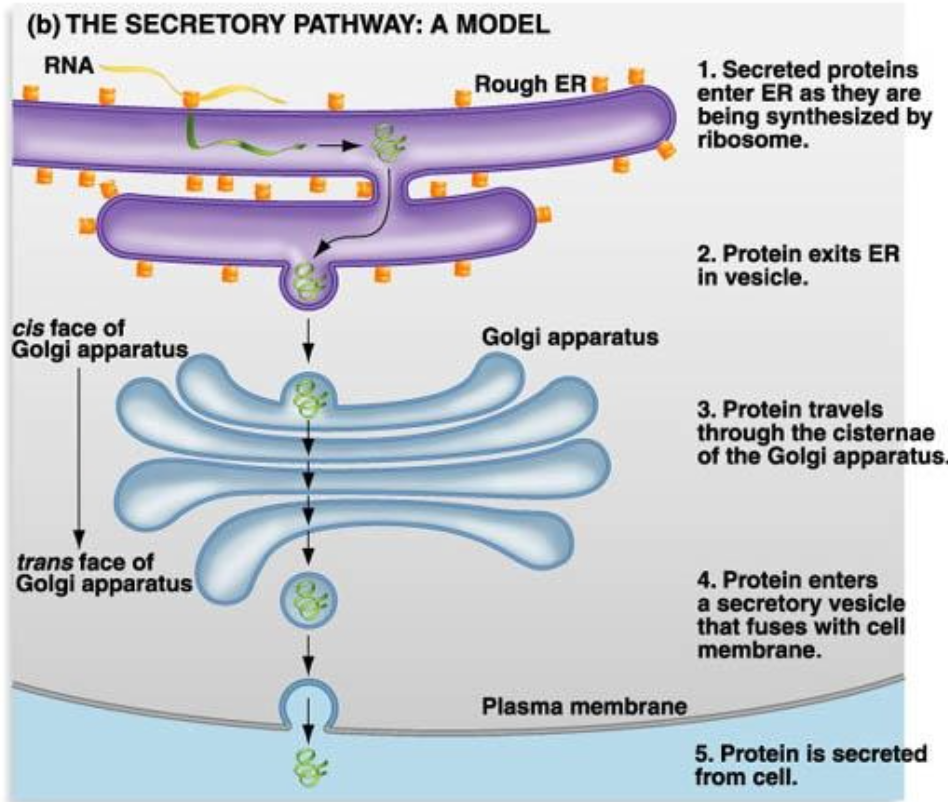 (b) THE SECRETORY PATHWAY: A MODEL
RNA
Rough ER
1. Secreted proteins
enter ER as they are
being synthesized by
ribosome.
2. Protein exits ER
in vesicle.
cis face of
Golgi apparatus
Golgi apparatus
3. Protein travels
through the cisternae
of the Golgi apparatus.
trans face of
Golgi apparatus
4. Protein enters
a secretory vesicle
that fuses with cell
membrane.
Plasma membrane
5. Protein is secreted
from cell.